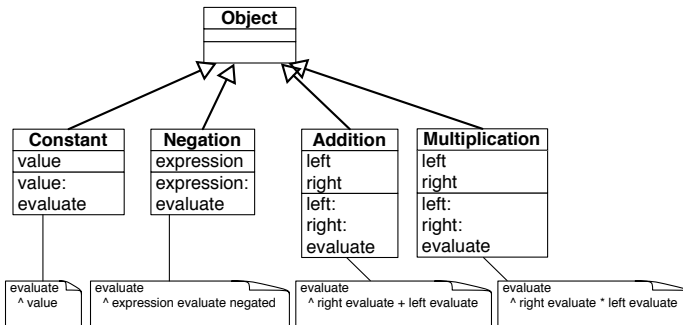 Object
Constant
value
value:
evaluate
Negation
expression
expression:
evaluate
Addition
left
right
left:
right:
evaluate
Multiplication
left
right
left:
right:
evaluate
evaluate
^ value
evaluate
^ expression evaluate negated
evaluate
^ right evaluate + left evaluate
evaluate
^ right evaluate * left evaluate